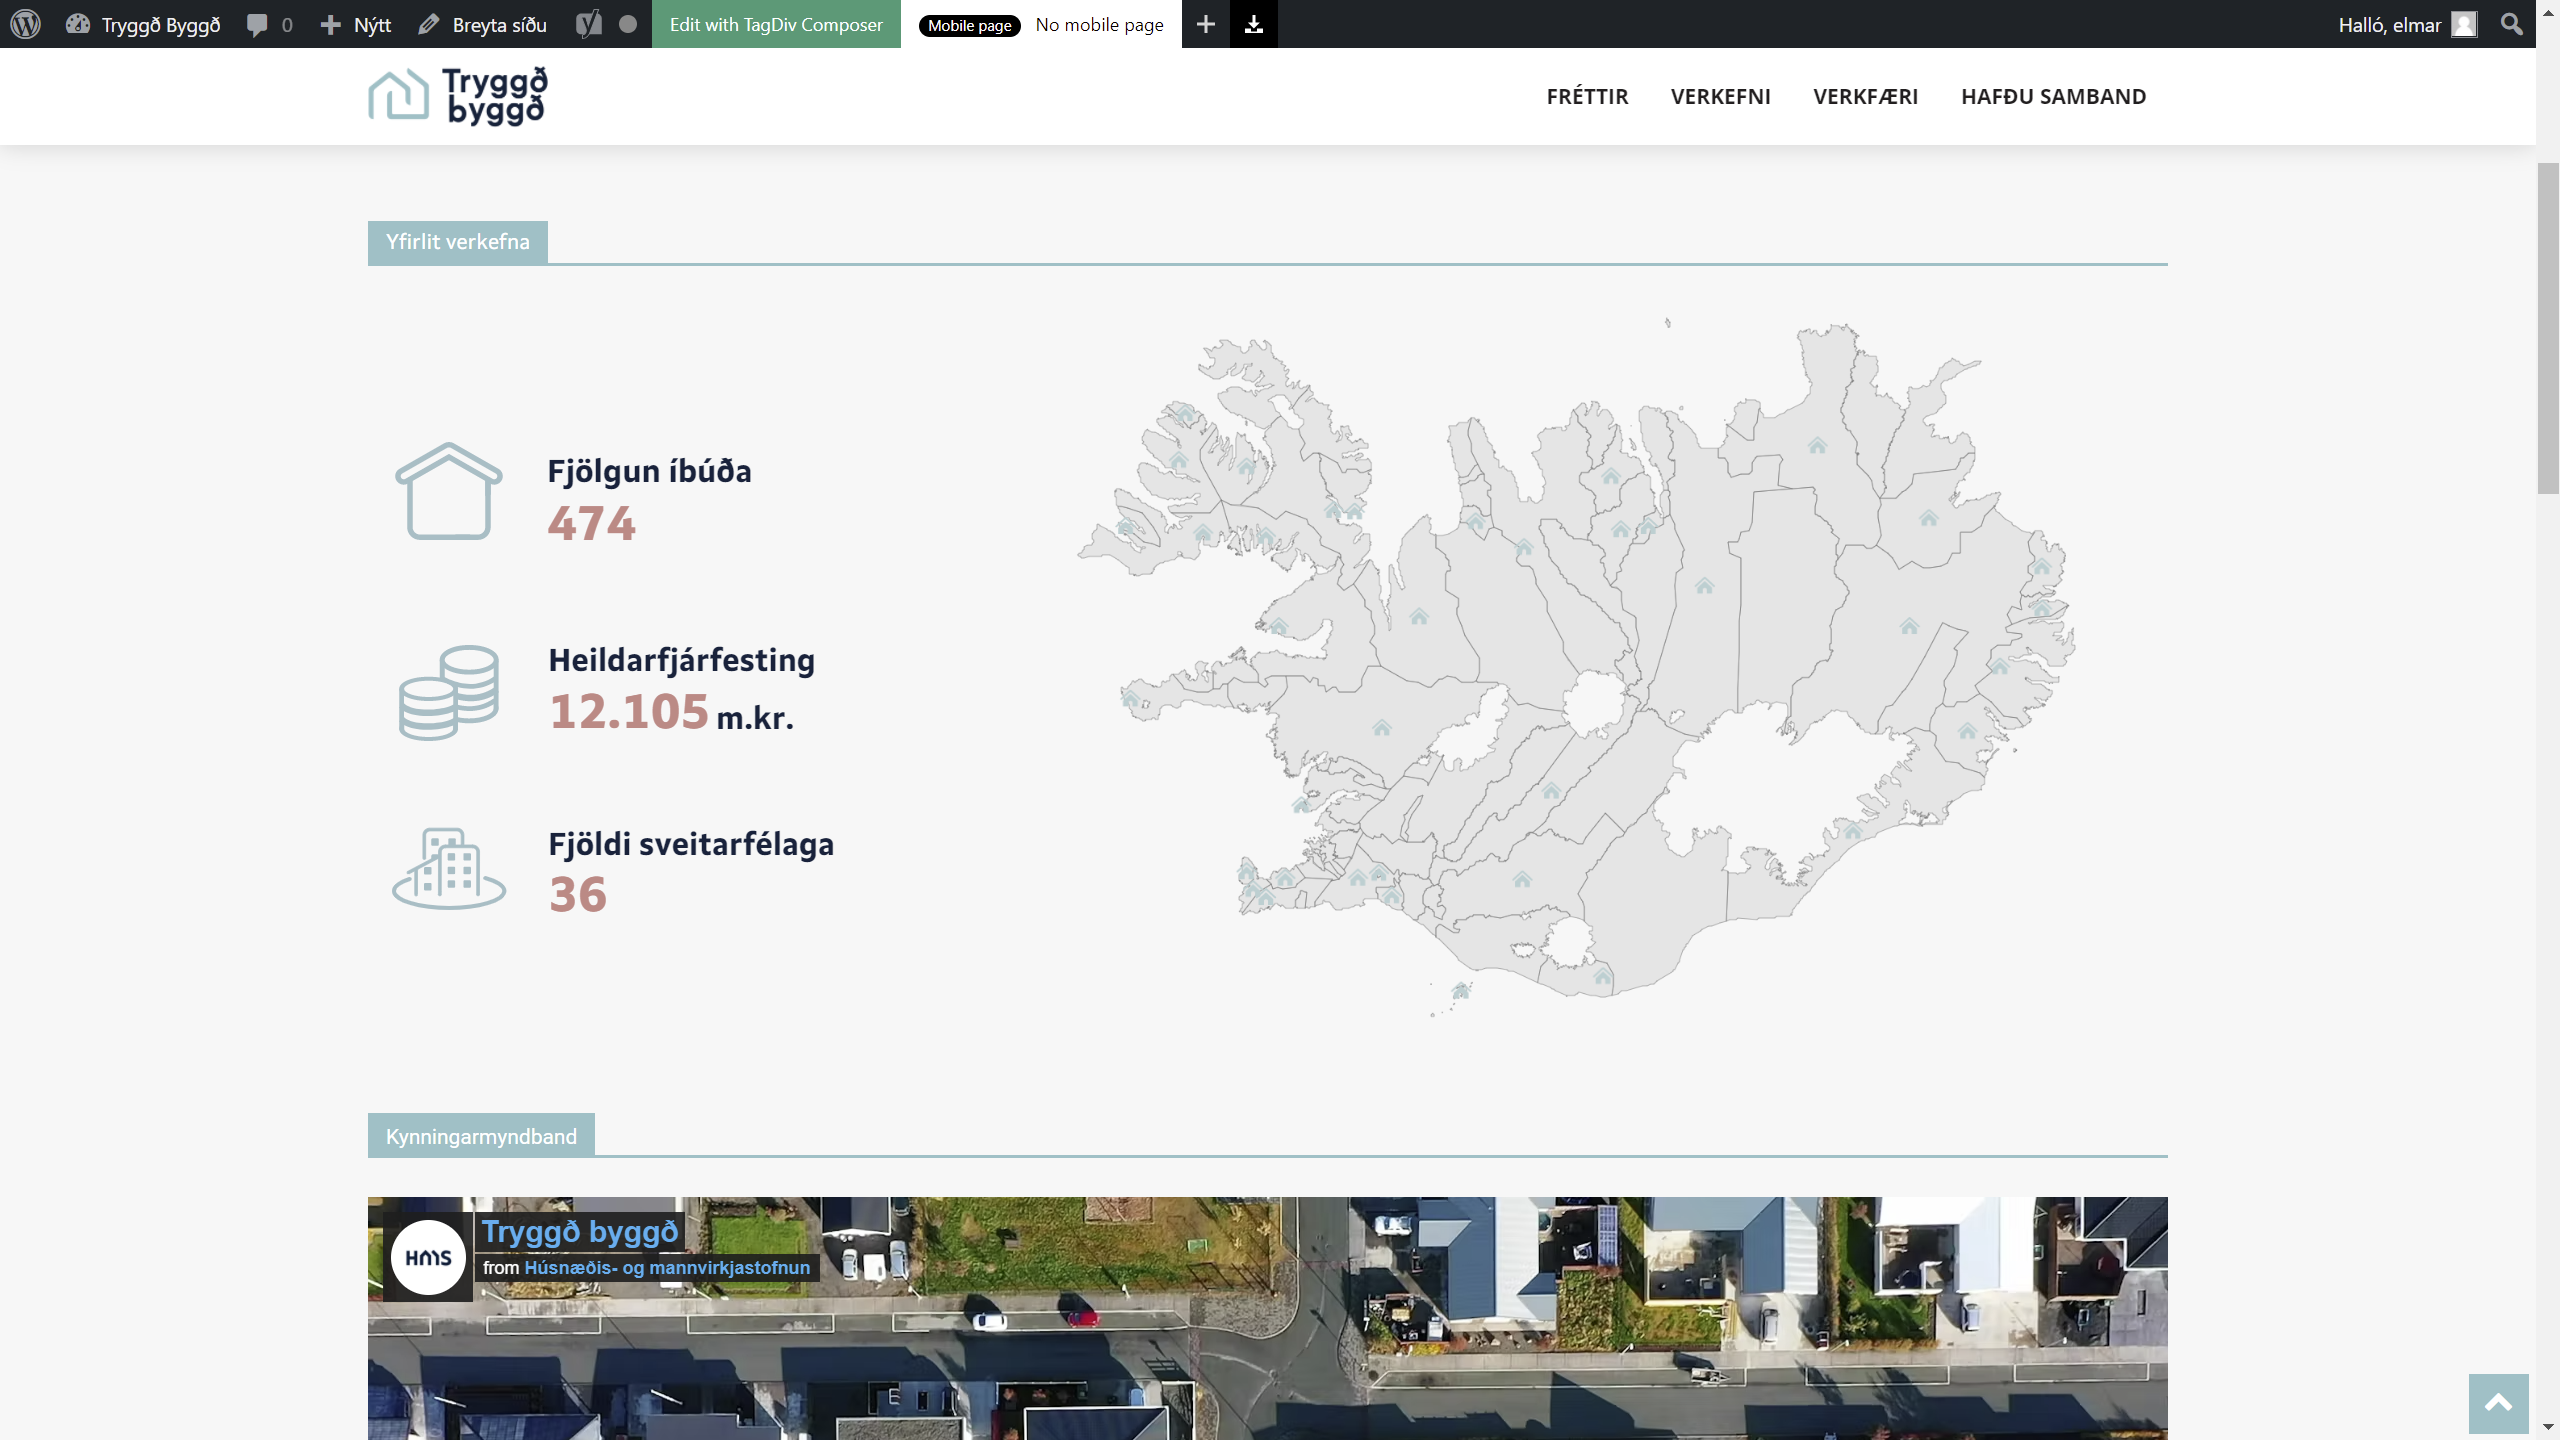 Tryggð Byggð 0 Nýtt Breyta síðu Edit with TagDiv Composer Mobile page No mobile page Halló, elmar
Tryggð
byggð
FRÉTTIR VERKEFNI VERKFÆRI HAFÐU SAMBAND
Yfirlit verkefna
Fjölgun íbúða
474
Heildarfjárfesting
12.105 m.kr.
Fjöldi sveitarfélaga
36
Kynningarmyndband
HMS
Tryggð byggð
from Húsnæðis- og mannvirkjastofnun